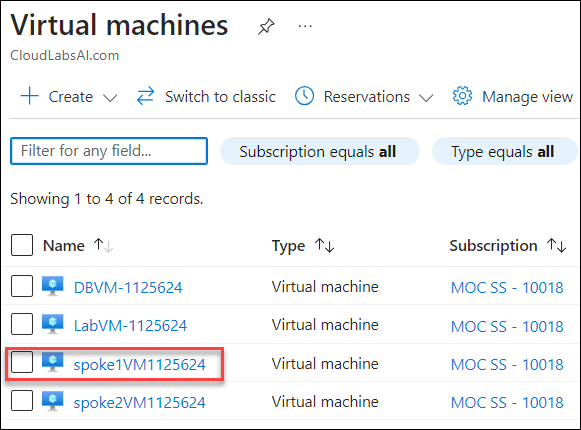 Virtual machines ...
CloudLabsAI.com
Create Switch to classic Reservations Manage view
Filter for any field... Subscription equals all Type equals all
Showing 1 to 4 of 4 records.
Name Type Subscription
DBVM-1125624 Virtual machine MOC SS - 10018
LabVM-1125624 Virtual machine MOC SS - 10018
spoke1VM1125624 Virtual machine MOC SS - 10018
spoke2VM1125624 Virtual machine MOC SS - 10018